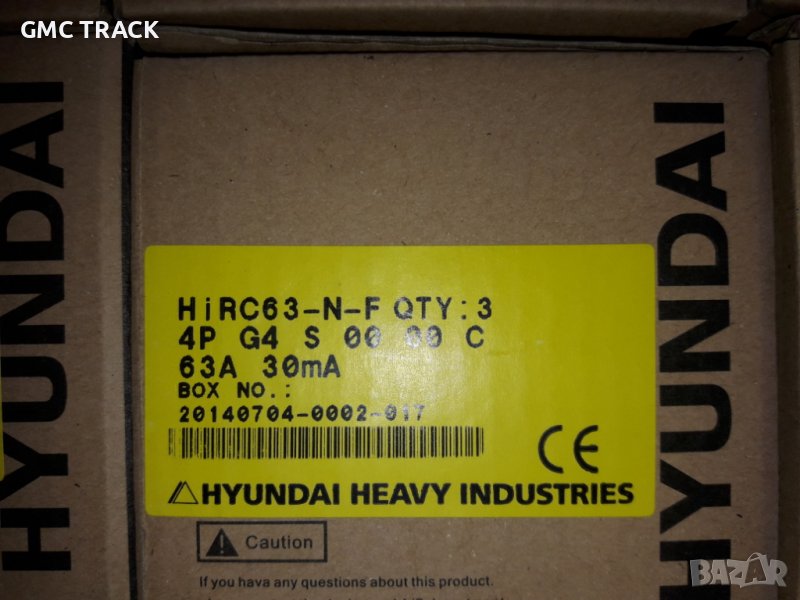 GMC TRACK
HYUNDAI
HYUNDAI
HiRC63-N-F QTY:3
4P G4 S 00 00 C
63A 30mA
BOX NO.:
20140704-0002-017
CE
HYUNDAI HEAVY INDUSTRIES
Caution
If you hava any questions about this product.
BAZAR